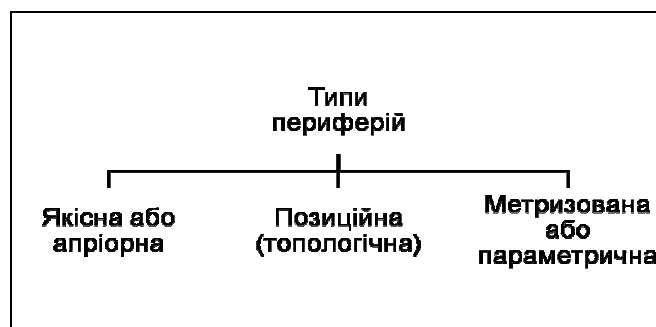 Типи
периферій
Якісна або
апріорна
Позиційна
(топологічна)
Метризована
або
параметрична